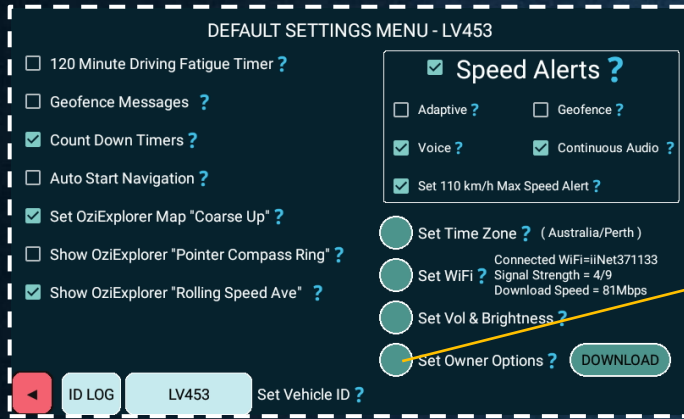 DEFAULT SETTINGS MENU - LV453
120 Minute Driving Fatigue Timer ?
Geofence Messages ?
Count Down Timers ?
Auto Start Navigation ?
Set OziExplorer Map "Coarse Up" ?
Show OziExplorer "Pointer Compass Ring" ?
Show OziExplorer "Rolling Speed Ave" ?
Speed Alerts ?
Adaptive ? Geofence ?
Voice ? Continuous Audio ?
Set 110 km/h Max Speed Alert ?
Set Time Zone ? ( Australia/Perth )
Set WiFi ?
Connected WiFi=iiNet371133
Signal Strength = 4/9
Download Speed = 81Mbps
Set Vol & Brightness ?
Set Owner Options ? DOWNLOAD
ID LOG LV453 Set Vehicle ID ?